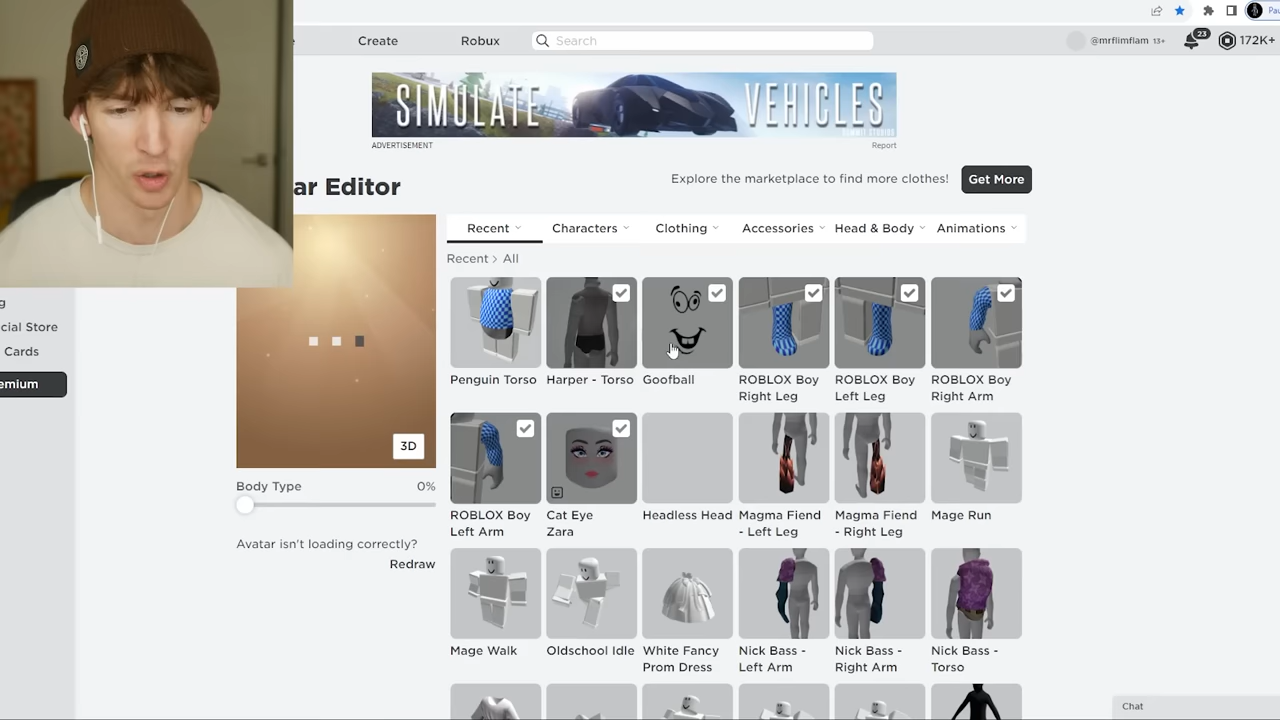 Create
Robux
Search
@mrflimflam 13+
23
172K+
SIMULATE VEHICLES
SUMMIT STUDIOS
ADVERTISEMENT
Report
ar Editor
Explore the marketplace to find more clothes!
Get More
Recent
Characters
Clothing
Accessories
Head & Body
Animations
Recent > All
g
cial Store
Cards
emium
3D
Body Type
0%
Avatar isn't loading correctly?
Redraw
Penguin Torso
Harper - Torso
Goofball
ROBLOX Boy
Right Leg
ROBLOX Boy
Left Leg
ROBLOX Boy
Right Arm
ROBLOX Boy
Left Arm
Cat Eye
Zara
Headless Head
Magma Fiend
- Left Leg
Magma Fiend
- Right Leg
Mage Run
Mage Walk
Oldschool Idle
White Fancy
Prom Dress
Nick Bass -
Left Arm
Nick Bass -
Right Arm
Nick Bass -
Torso
Chat